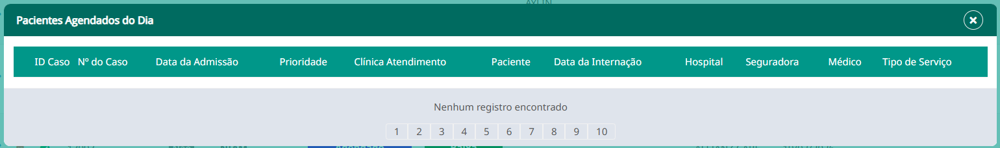 Pacientes Agendados do Dia
ID Caso Nº do Caso Data da Admissão Prioridade Clínica Atendimento Paciente Data da Internação Hospital Seguradora Médico Tipo de Serviço
Nenhum registro encontrado
1 2 3 4 5 6 7 8 9 10